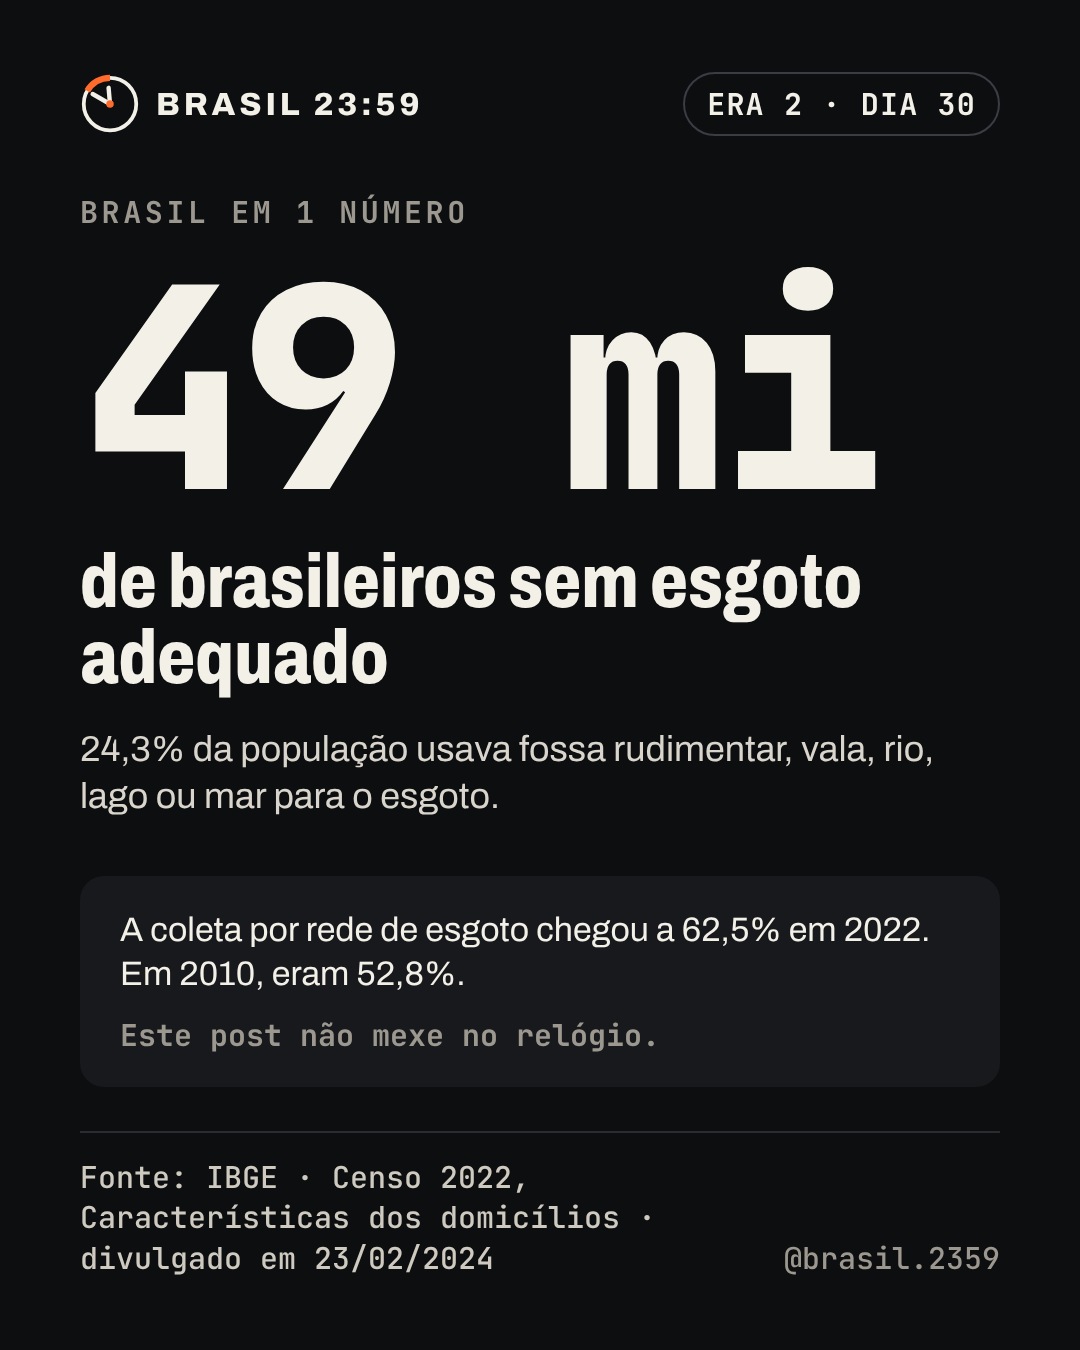 BRASIL 23:59
ERA 2 · DIA 30
BRASIL EM 1 NÚMERO
49 mi
de brasileiros sem esgoto
adequado
24,3% da população usava fossa rudimentar, vala, rio,
lago ou mar para o esgoto.
A coleta por rede de esgoto chegou a 62,5% em 2022.
Em 2010, eram 52,8%.
Este post não mexe no relógio.
Fonte: IBGE · Censo 2022,
Características dos domicílios ·
divulgado em 23/02/2024
@brasil.2359